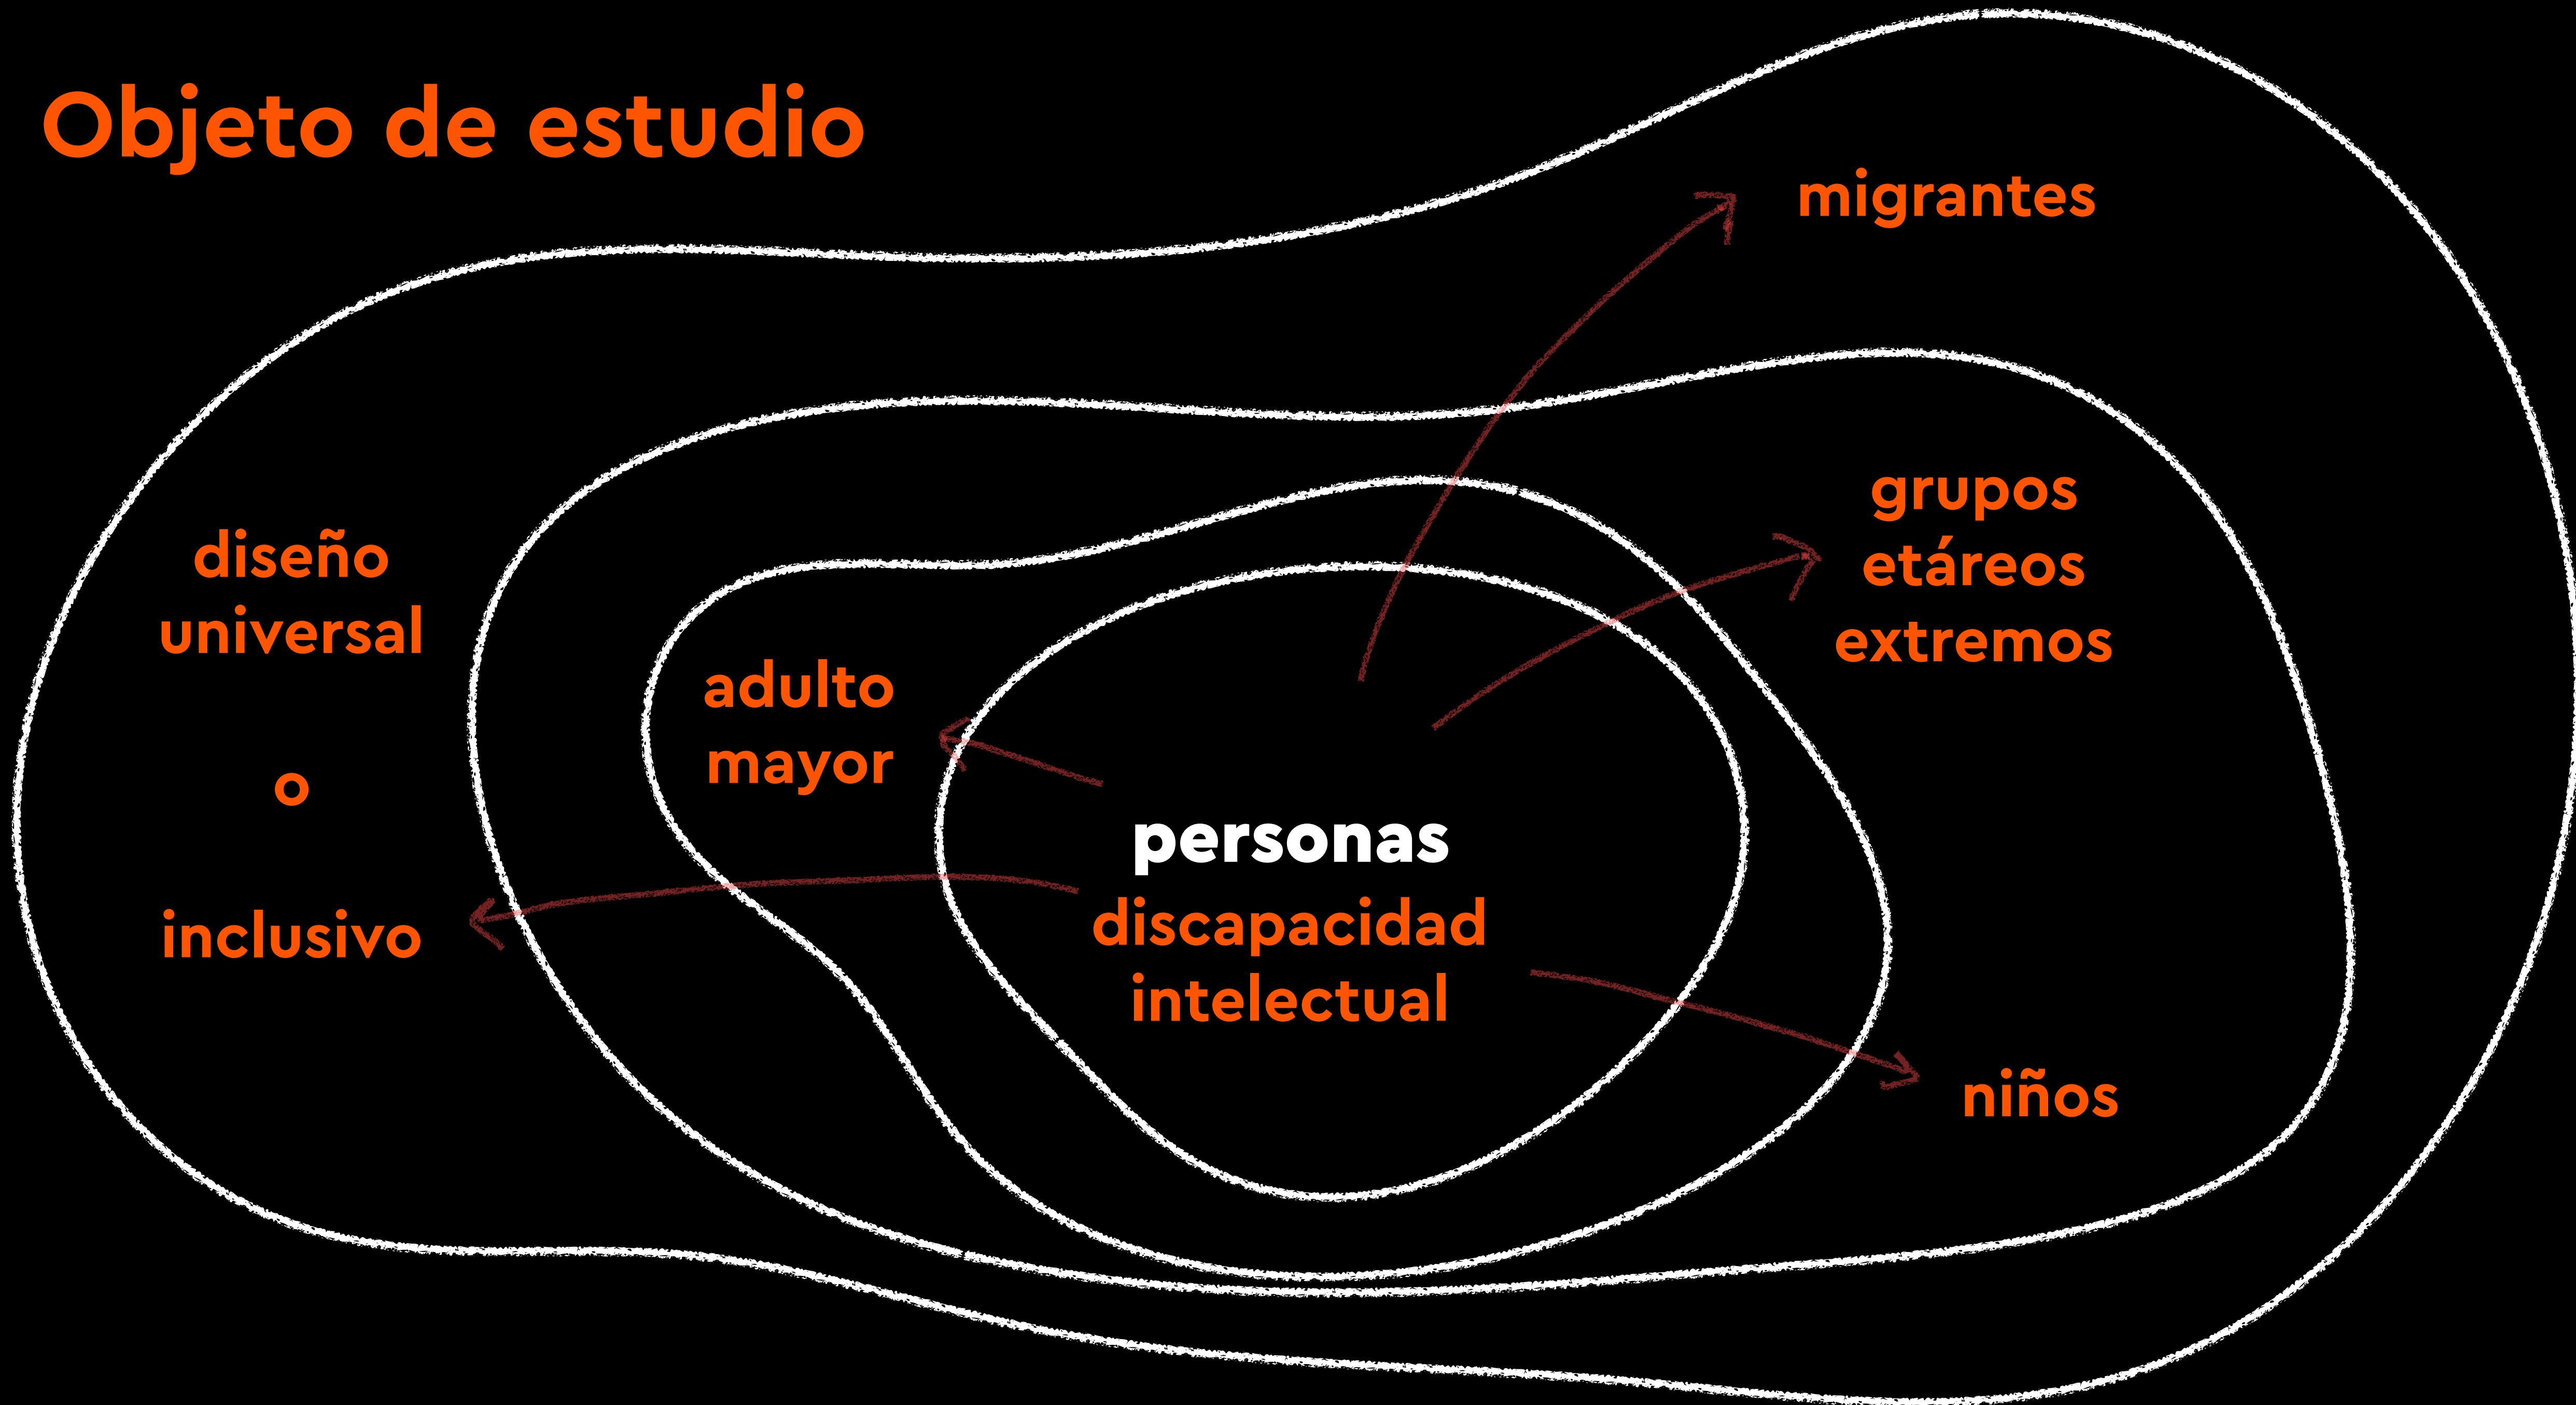 Objeto de estudio
migrantes
grupos
etáreos
extremos
diseño
universal
o
inclusivo
adulto
mayor
personas
discapacidad
intelectual
niños